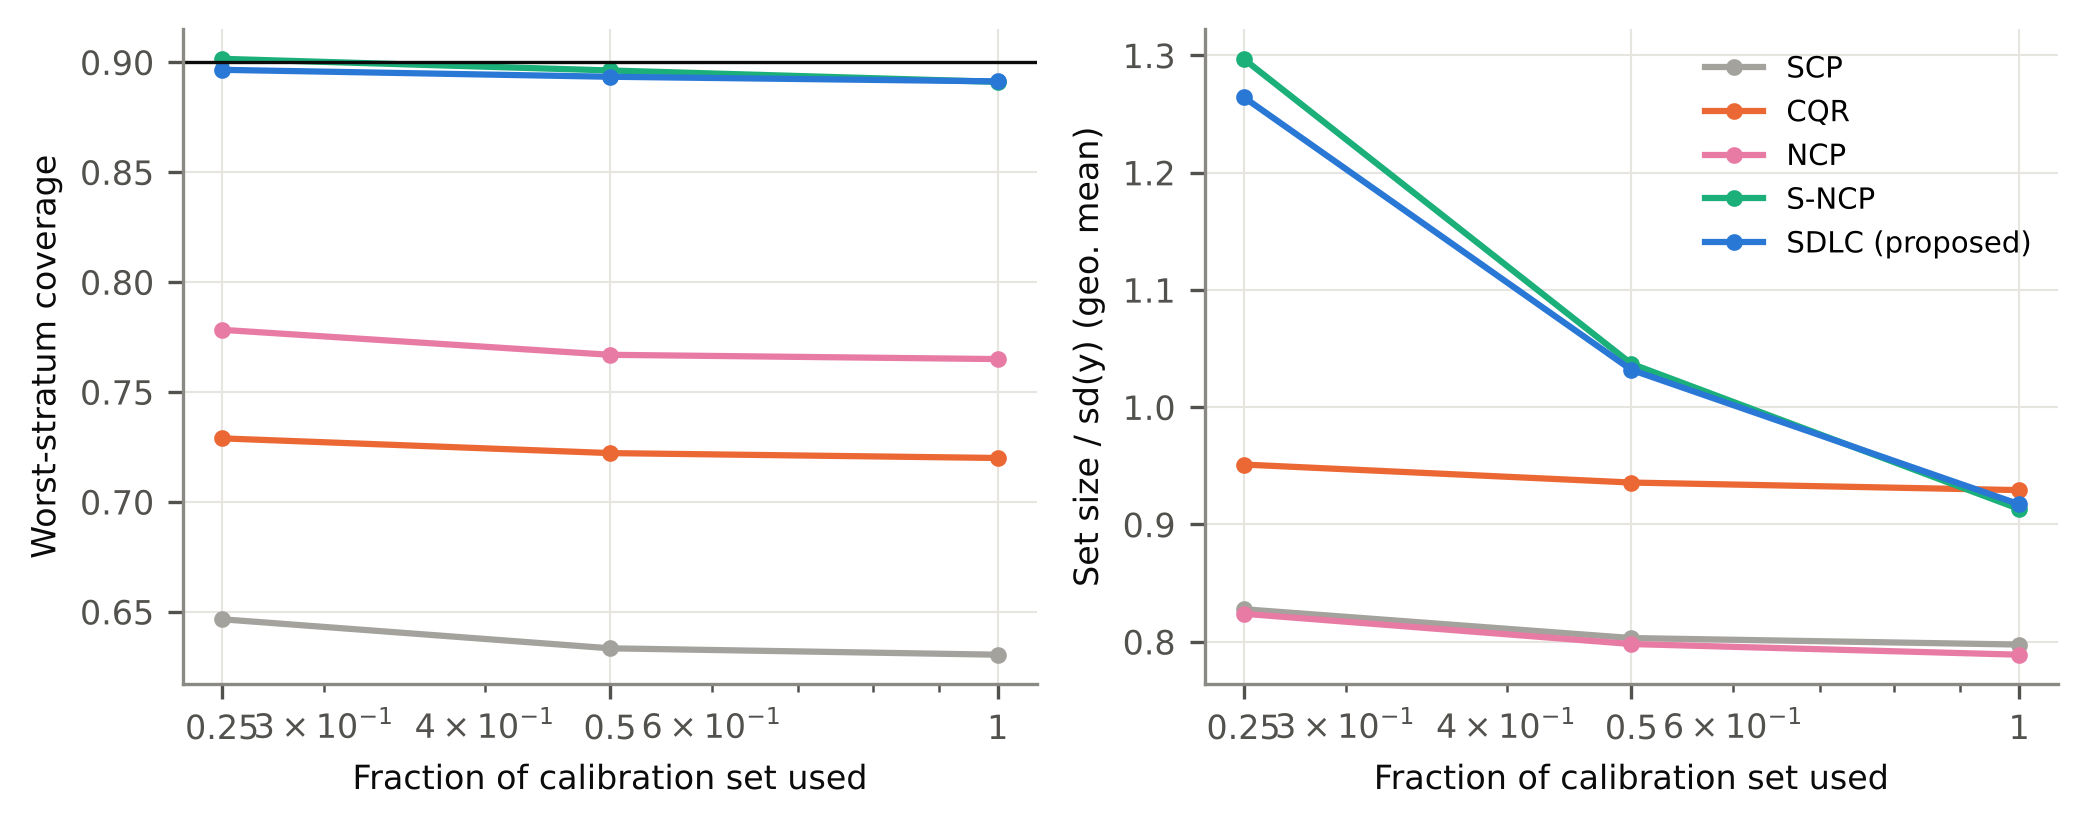 Worst-stratum coverage
0.90
0.85
0.80
0.75
0.70
0.65
0.25 3 × 10⁻¹ 4 × 10⁻¹ 0.5 6 × 10⁻¹ 1
Fraction of calibration set used
Set size / sd(y) (geo. mean)
1.3
1.2
1.1
1.0
0.9
0.8
SCP
CQR
NCP
S-NCP
SDLC (proposed)
0.25 3 × 10⁻¹ 4 × 10⁻¹ 0.5 6 × 10⁻¹ 1
Fraction of calibration set used